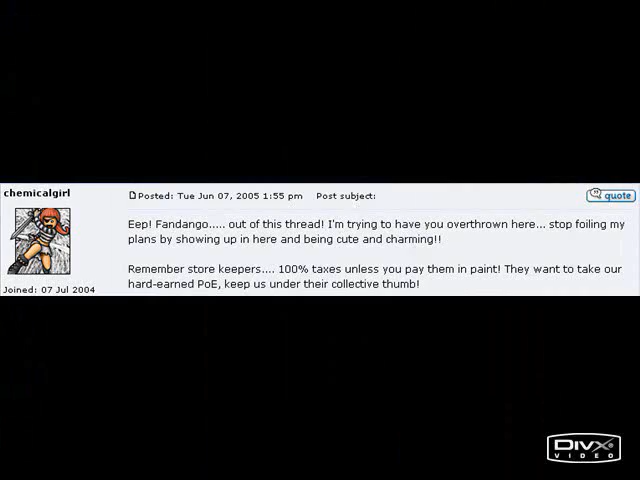 chemicalgirl
Posted: Tue Jun 07, 2005 1:55 pm Post subject:
quote
Eep! Fandango..... out of this thread! I'm trying to have you overthrown here... stop foiling my
plans by showing up in here and being cute and charming!!
Remember store keepers.... 100% taxes unless you pay them in paint! They want to take our
hard-earned PoE, keep us under their collective thumb!
Joined: 07 Jul 2004
DivX
VIDEO